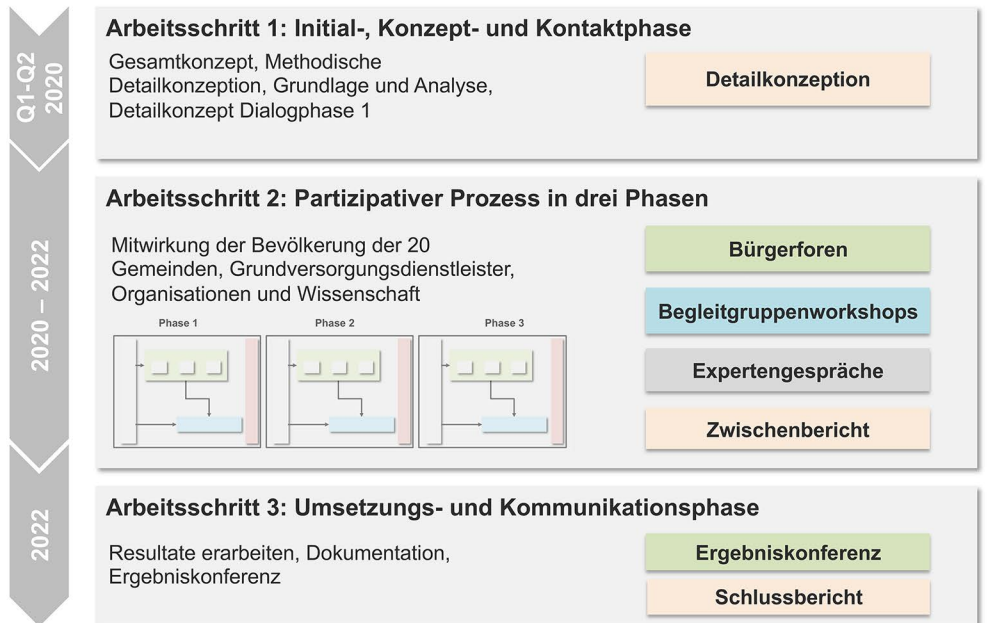 Q1-Q2
2020
Arbeitsschritt 1: Initial-, Konzept- und Kontaktphase
Gesamtkonzept, Methodische
Detailkonzeption, Grundlage und Analyse,
Detailkonzept Dialogphase 1
Detailkonzeption
2020 – 2022
Arbeitsschritt 2: Partizipativer Prozess in drei Phasen
Mitwirkung der Bevölkerung der 20
Gemeinden, Grundversorgungsdienstleister,
Organisationen und Wissenschaft
Phase 1
Phase 2
Phase 3
Bürgerforen
Begleitgruppenworkshops
Expertengespräche
Zwischenbericht
2022
Arbeitsschritt 3: Umsetzungs- und Kommunikationsphase
Resultate erarbeiten, Dokumentation,
Ergebniskonferenz
Ergebniskonferenz
Schlussbericht